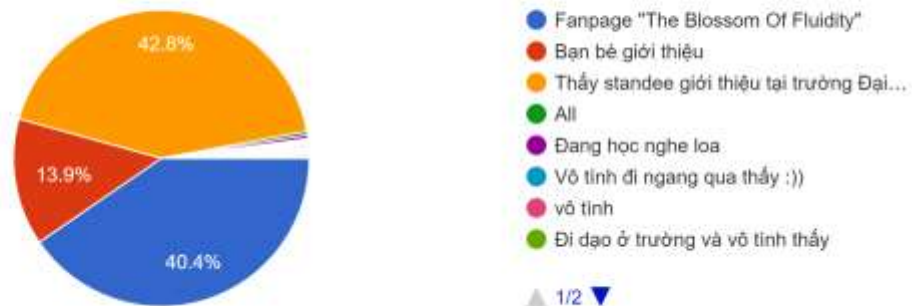 42.8%
13.9%
40.4%
Fanpage "The Blossom Of Fluidity"
Bạn bè giới thiệu
Thấy standee giới thiệu tại trường Đại…
All
Đang học nghe loa
Vô tình đi ngang qua thấy :))
vô tình
Đi dạo ở trường và vô tình thấy
1/2